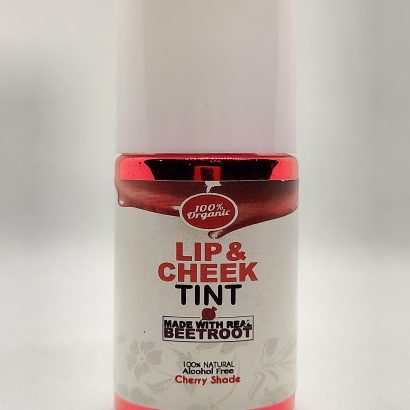 100%
Organic
LIP &
CHEEK
TINT
MADE WITH REAL
BEETROOT
100% NATURAL
Alcohol Free
Cherry Shade